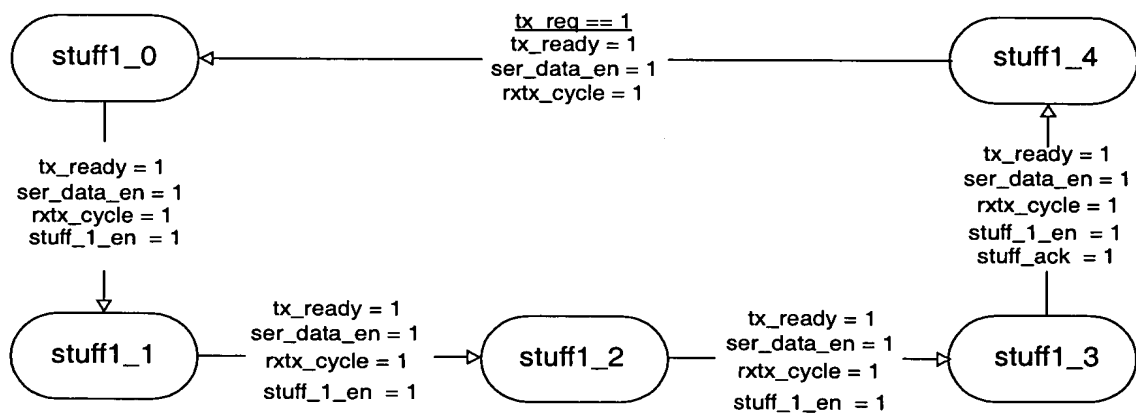 tx_req == 1
stuff1_0
tx_ready = 1
ser_data_en = 1
rxtx_cycle = 1
stuff1_4
tx_ready = 1
ser_data_en = 1
rxtx_cycle = 1
stuff_1_en = 1
tx_ready = 1
ser_data_en = 1
rxtx_cycle = 1
stuff_1_en = 1
stuff_ack = 1
stuff1_1
tx_ready = 1
ser_data_en = 1
rxtx_cycle = 1
stuff_1_en = 1
stuff1_2
tx_ready = 1
ser_data_en = 1
rxtx_cycle = 1
stuff_1_en = 1
stuff1_3